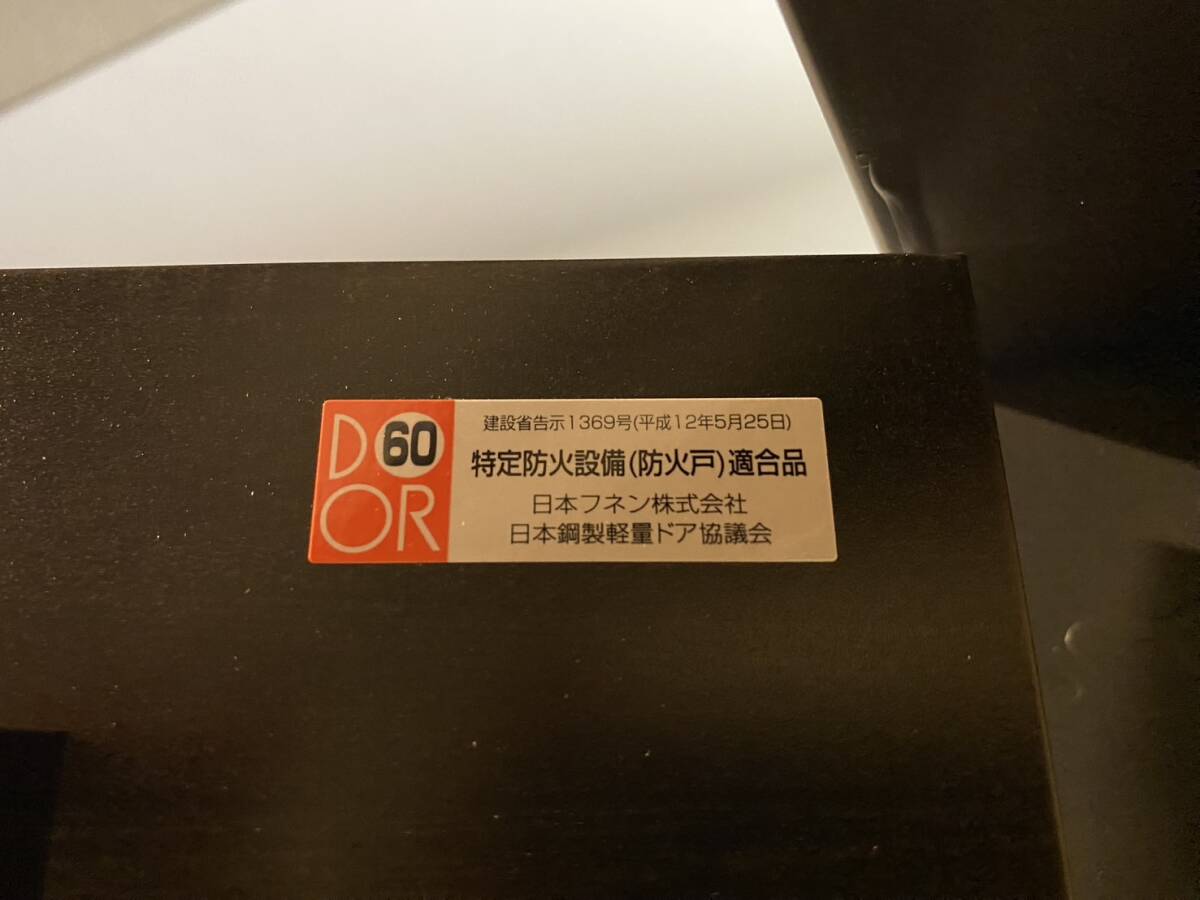 DO
60
OR
建設省告示1369号(平成12年5月25日)
特定防火設備(防火戸)適合品
日本フネン株式会社
日本鋼製軽量ドア協議会